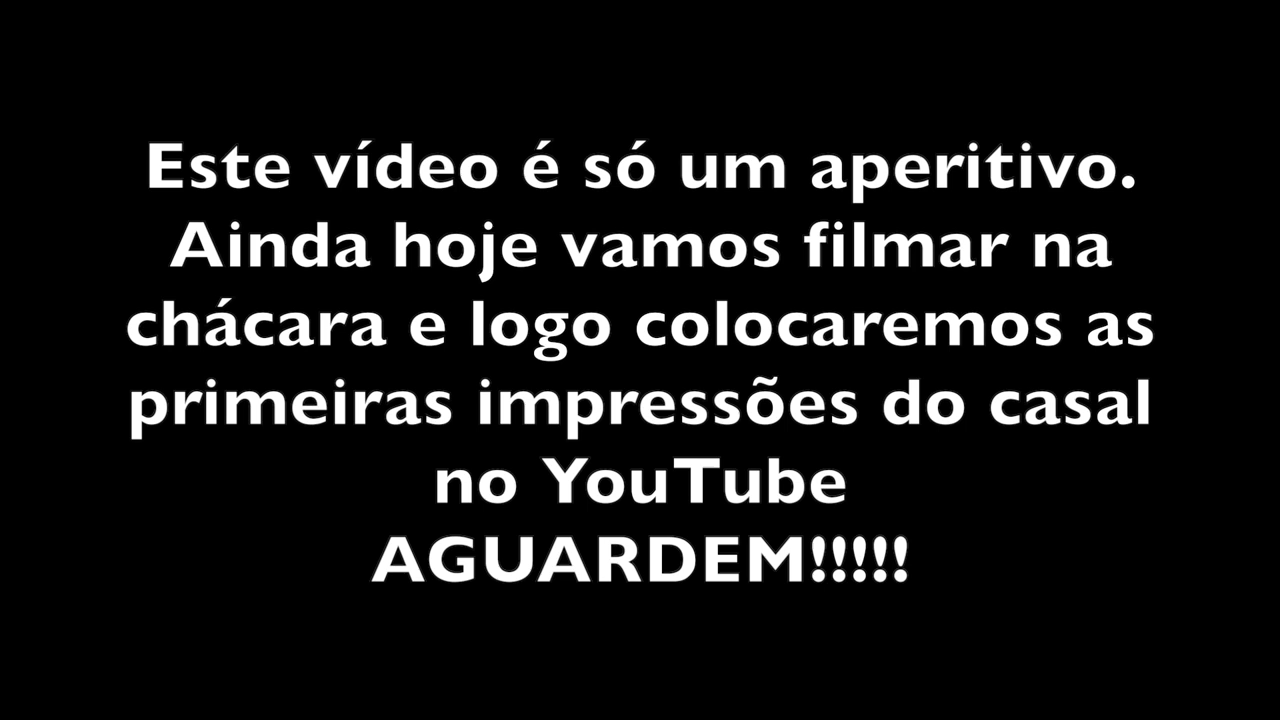 Este vídeo é só um aperitivo.
Ainda hoje vamos filmar na
chácara e logo colocaremos as
primeiras impressões do casal
no YouTube
AGUARDEM!!!!!